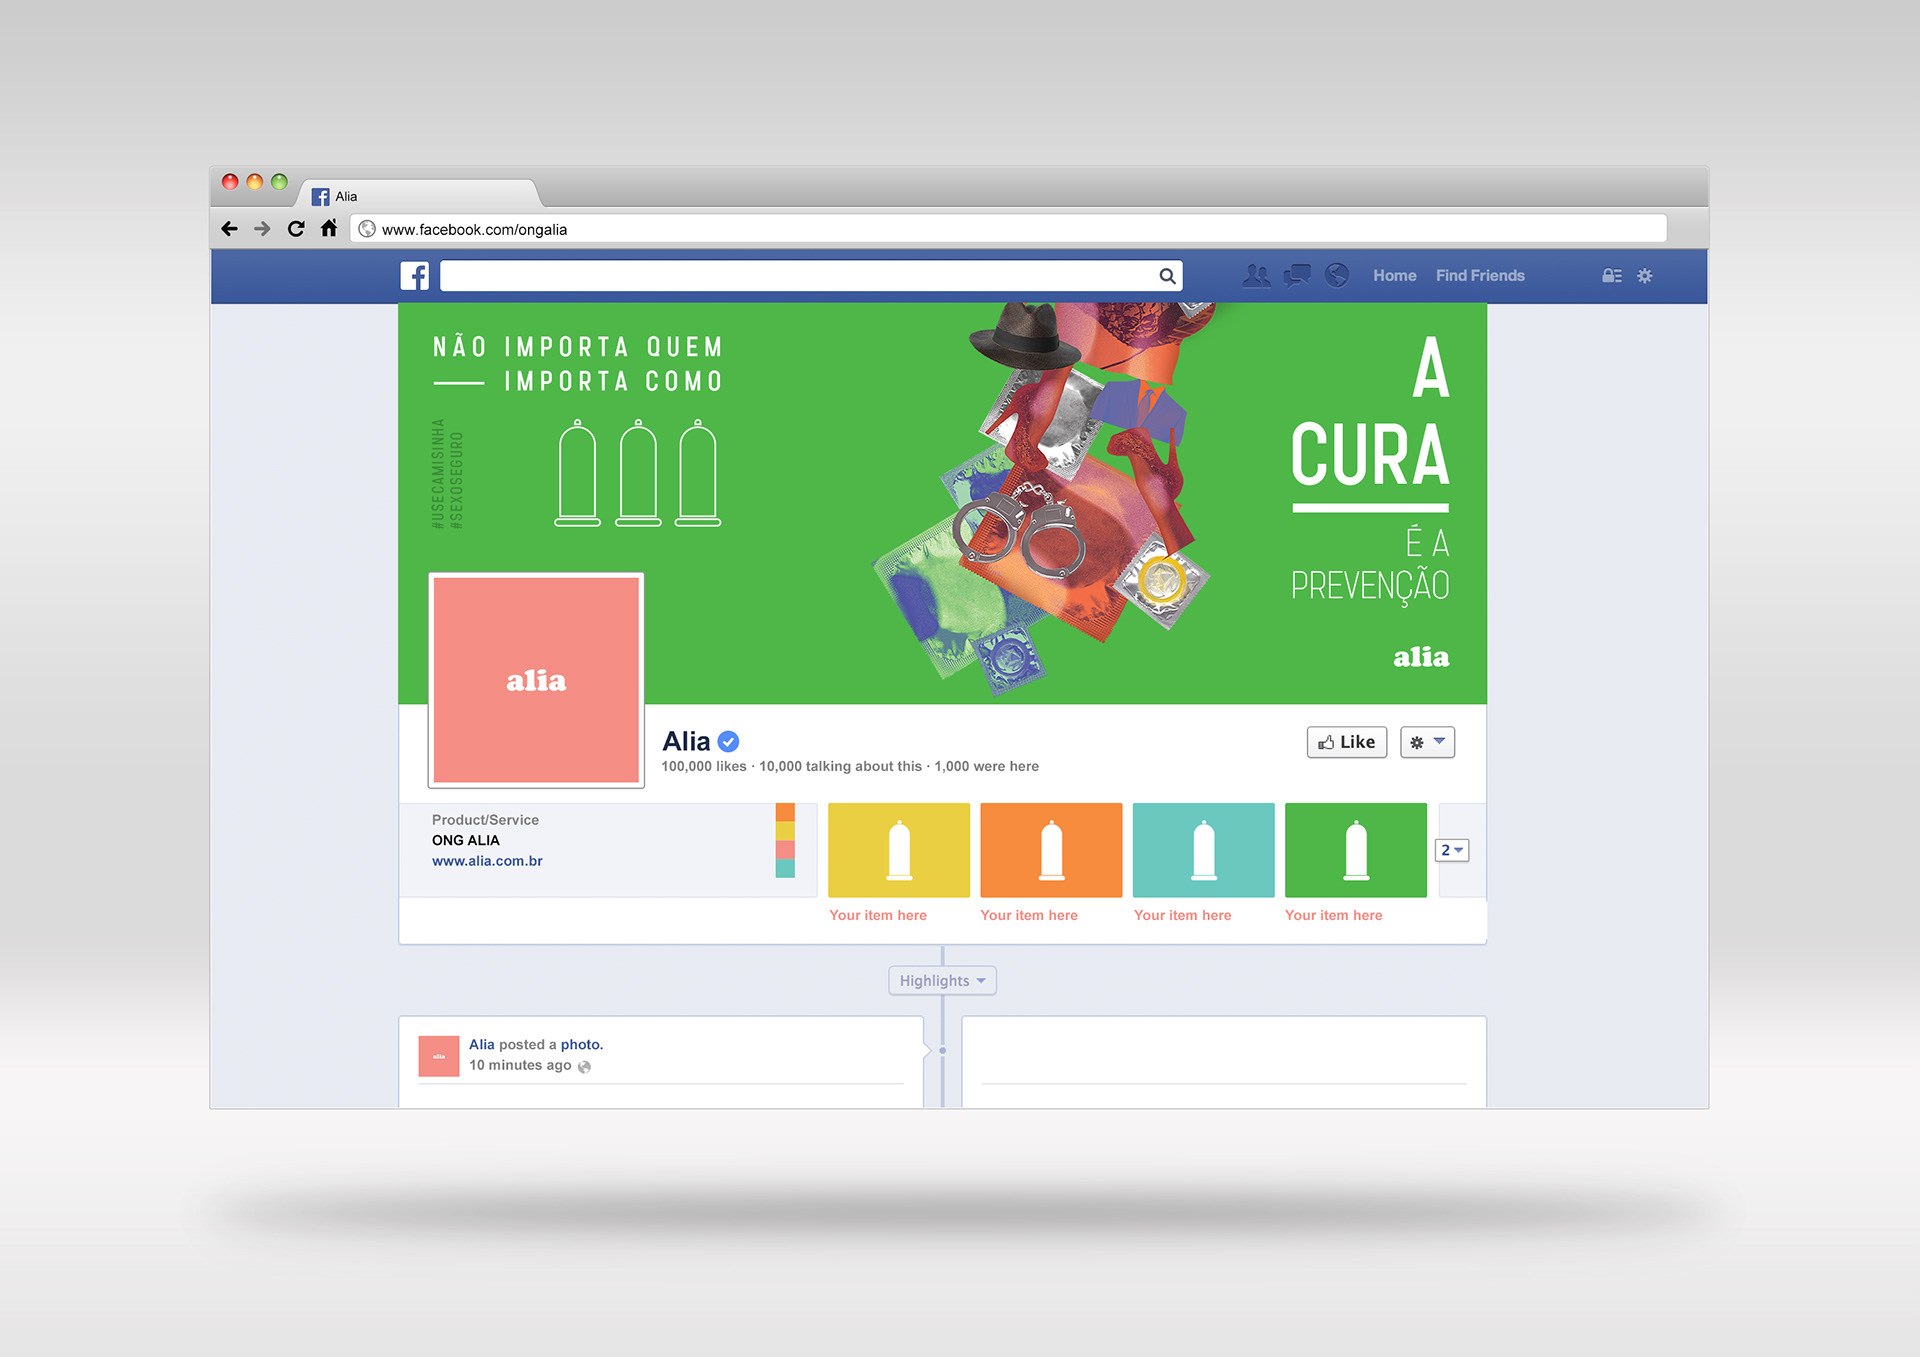 Alia
www.facebook.com/ongalia
Home
Find Friends
NÃO IMPORTA QUEM
IMPORTA COMO
#USECAMISINHA
#SEXOSEGURO
A
CURA
É A
PREVENÇÃO
alia
alia
Alia
100,000 likes · 10,000 talking about this · 1,000 were here
Like
Product/Service
ONG ALIA
www.alia.com.br
2
Your item here
Your item here
Your item here
Your item here
Highlights
alia
Alia posted a photo.
10 minutes ago